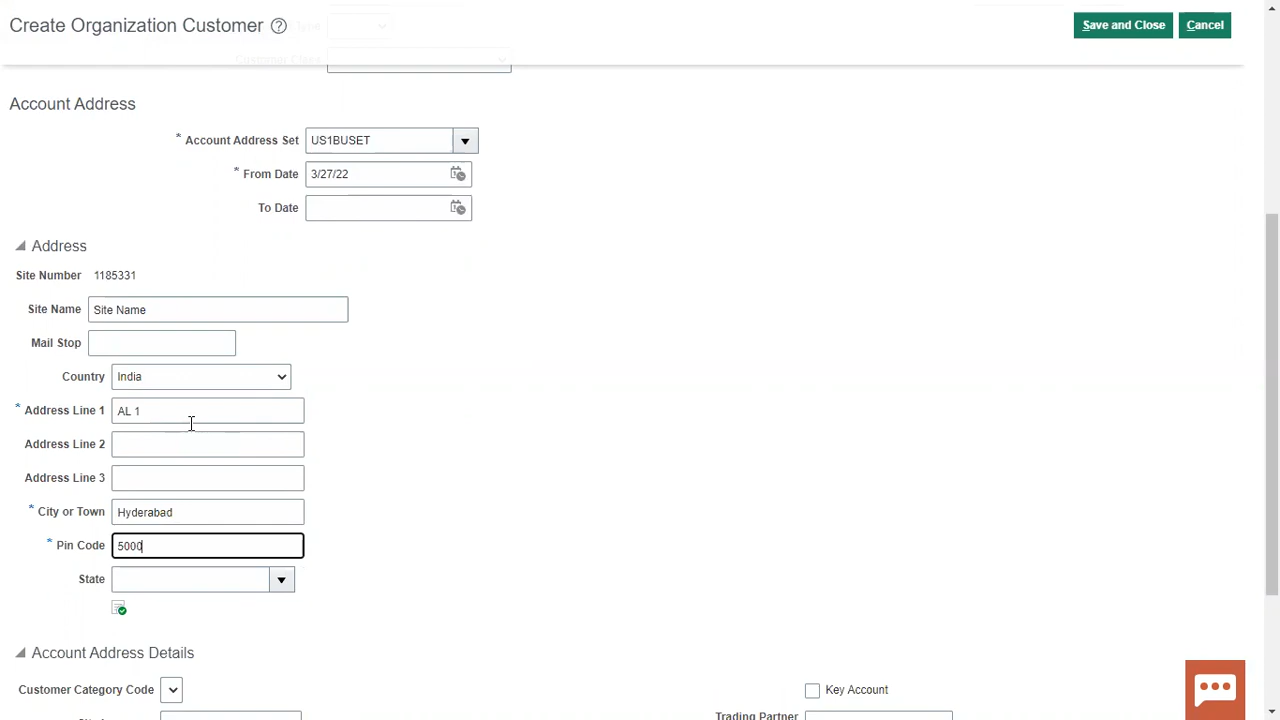 Create Organization Customer
Save and Close
Cancel
Customer Class
Account Address
* Account Address Set US1BUSET
* From Date 3/27/22
To Date
Address
Site Number 1185331
Site Name Site Name
Mail Stop
Country India
* Address Line 1 AL 1
Address Line 2
Address Line 3
* City or Town Hyderabad
* Pin Code 5000
State
Account Address Details
Customer Category Code
Key Account
Trading Partner